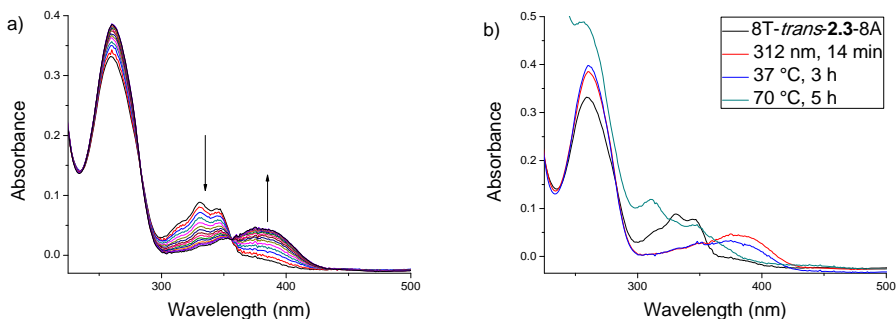 a)
Absorbance
0.4
0.3
0.2
0.1
0.0
300
400
500
Wavelength (nm)
b)
Absorbance
0.5
0.4
0.3
0.2
0.1
0.0
300
400
500
Wavelength (nm)
8T-trans-2.3-8A
312 nm, 14 min
37 °C, 3 h
70 °C, 5 h